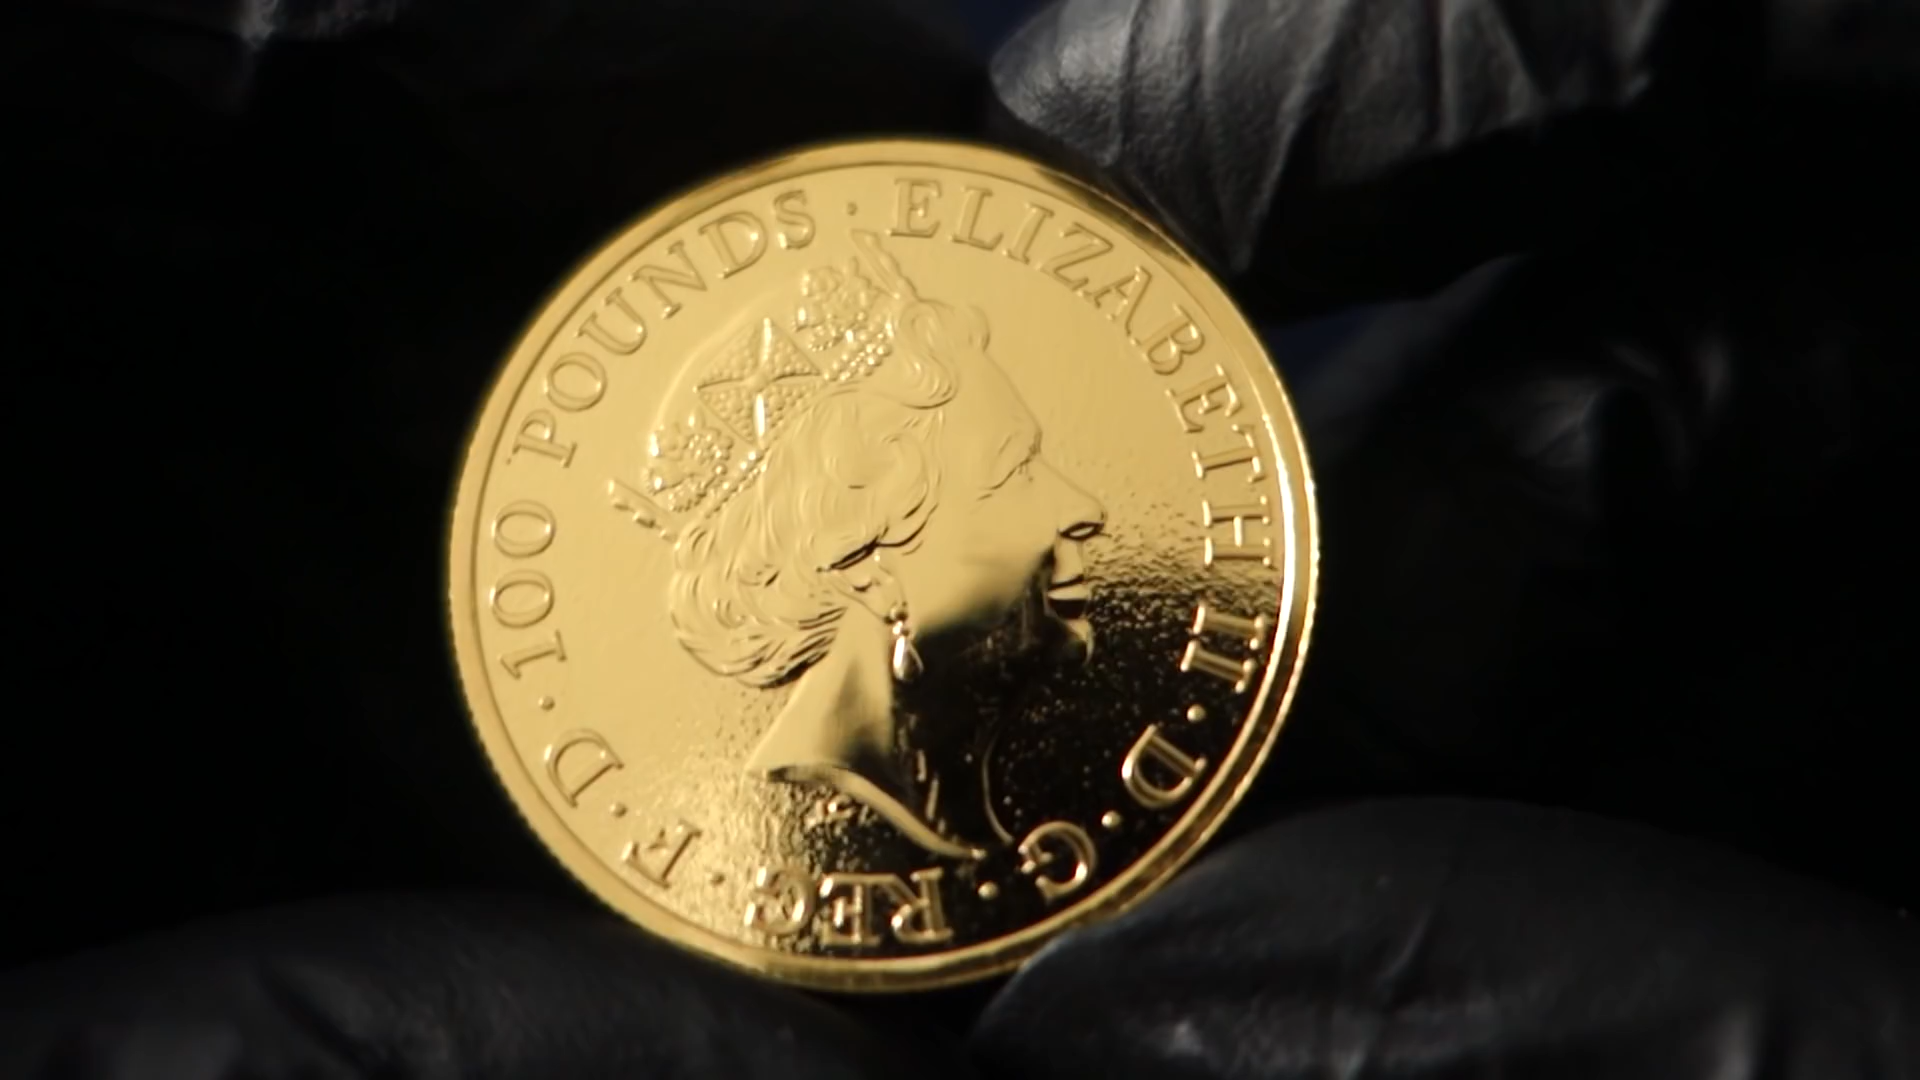 ELIZABETH II · D · G · REG · F · D · 100 POUNDS ·